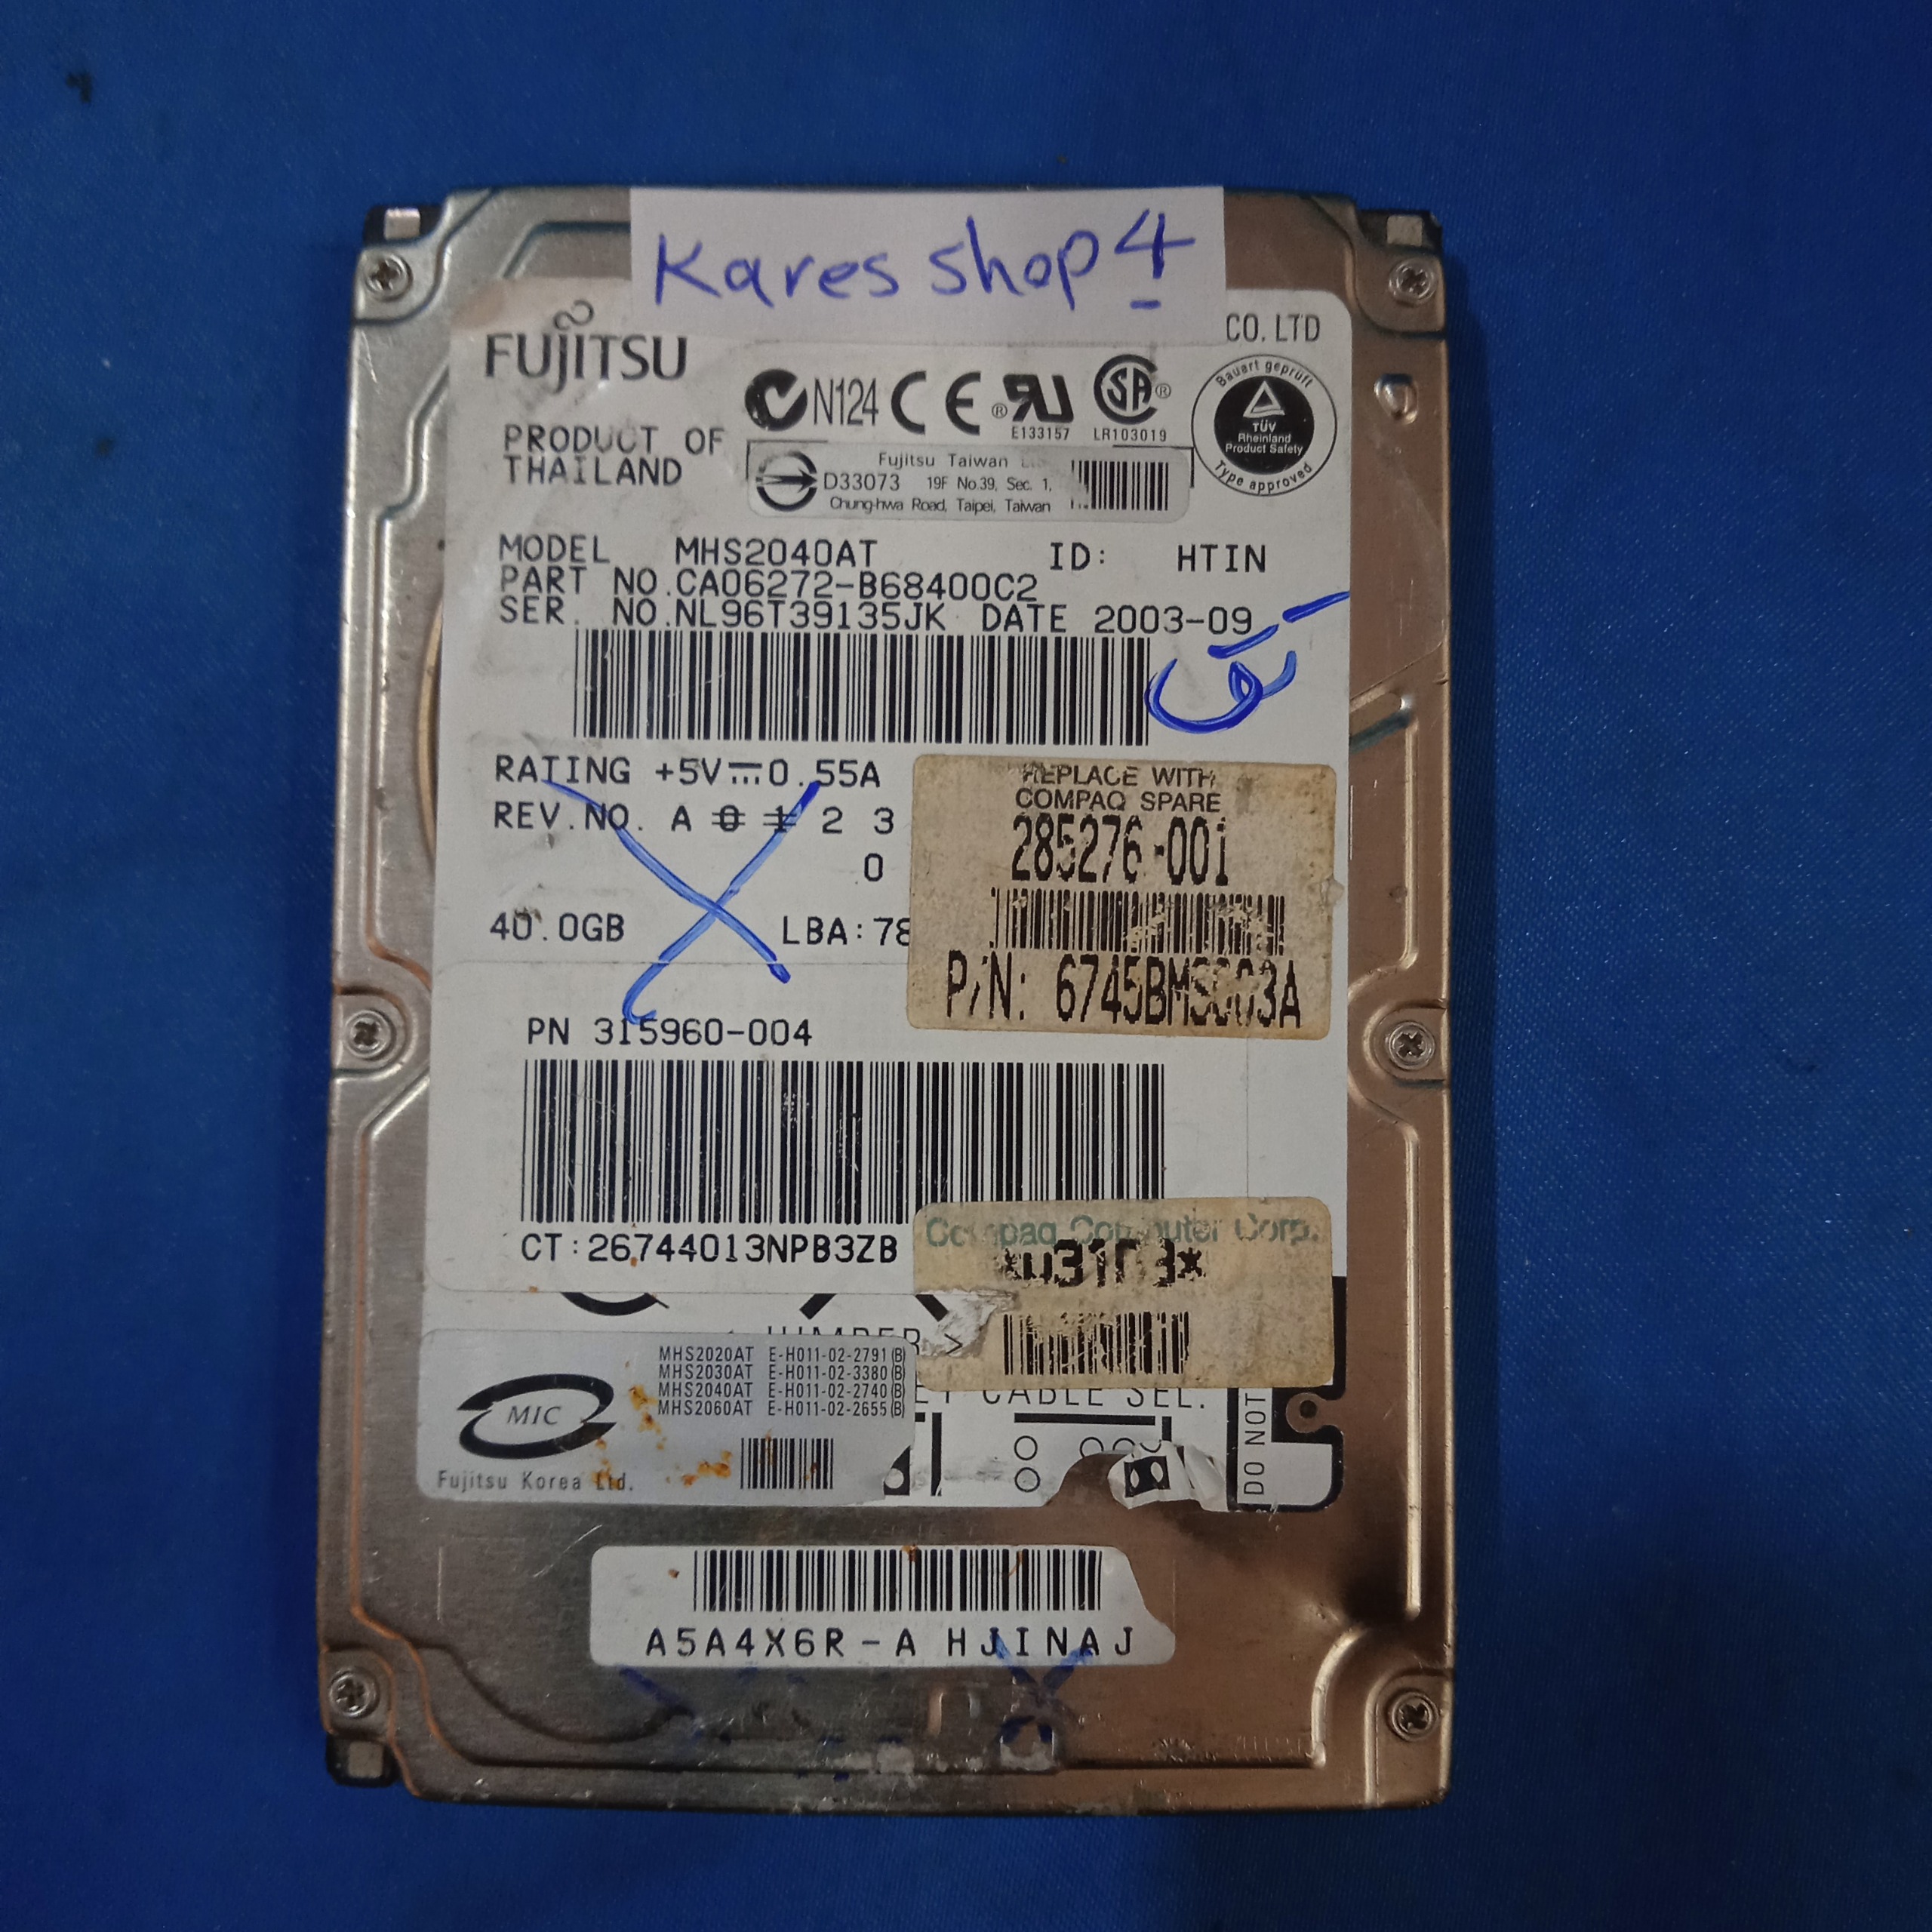 Kares shop 4
FUJITSU
CO. LTD
N124 CE
E133157 LR103019
Bauart geprüft
TÜV
Rheinland
Product Safety
Type approved
PRODUCT OF
THAILAND
Fujitsu Taiwan
D33073 19F No.39, Sec. 1,
Chung-hwa Road, Taipei, Taiwan
MODEL MHS2040AT ID: HTIN
PART NO.CA06272-B68400C2
SER. NO.NL96T39135JK DATE 2003-09
RATING +5V⎓0.55A
REV.NO. A 0 1 2 3
0
40.0GB LBA:78
REPLACE WITH
COMPAQ SPARE
285276-001
P/N:
PN 315960-004
CT:26744013NPB3ZB
Compaq Computer Corp.
CABLE SEL.
DO NOT
MHS2020AT E-H011-02-2791(B)
MHS2030AT E-H011-02-3380(B)
MHS2040AT E-H011-02-2740(B)
MHS2060AT E-H011-02-2655(B)
MIC
Fujitsu Korea Ltd.
A5A4X6R-A HJINAJ